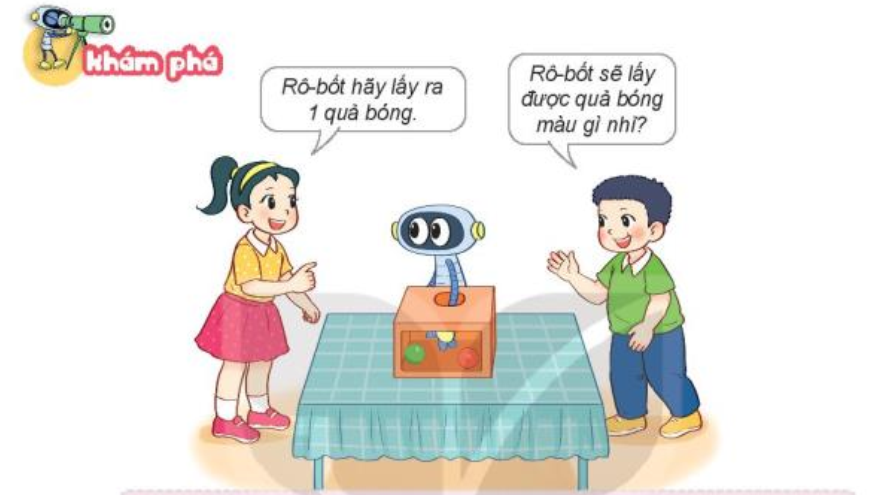 khám phá
Rô-bốt hãy lấy ra
1 quả bóng.
Rô-bốt sẽ lấy
được quả bóng
màu gì nhỉ?